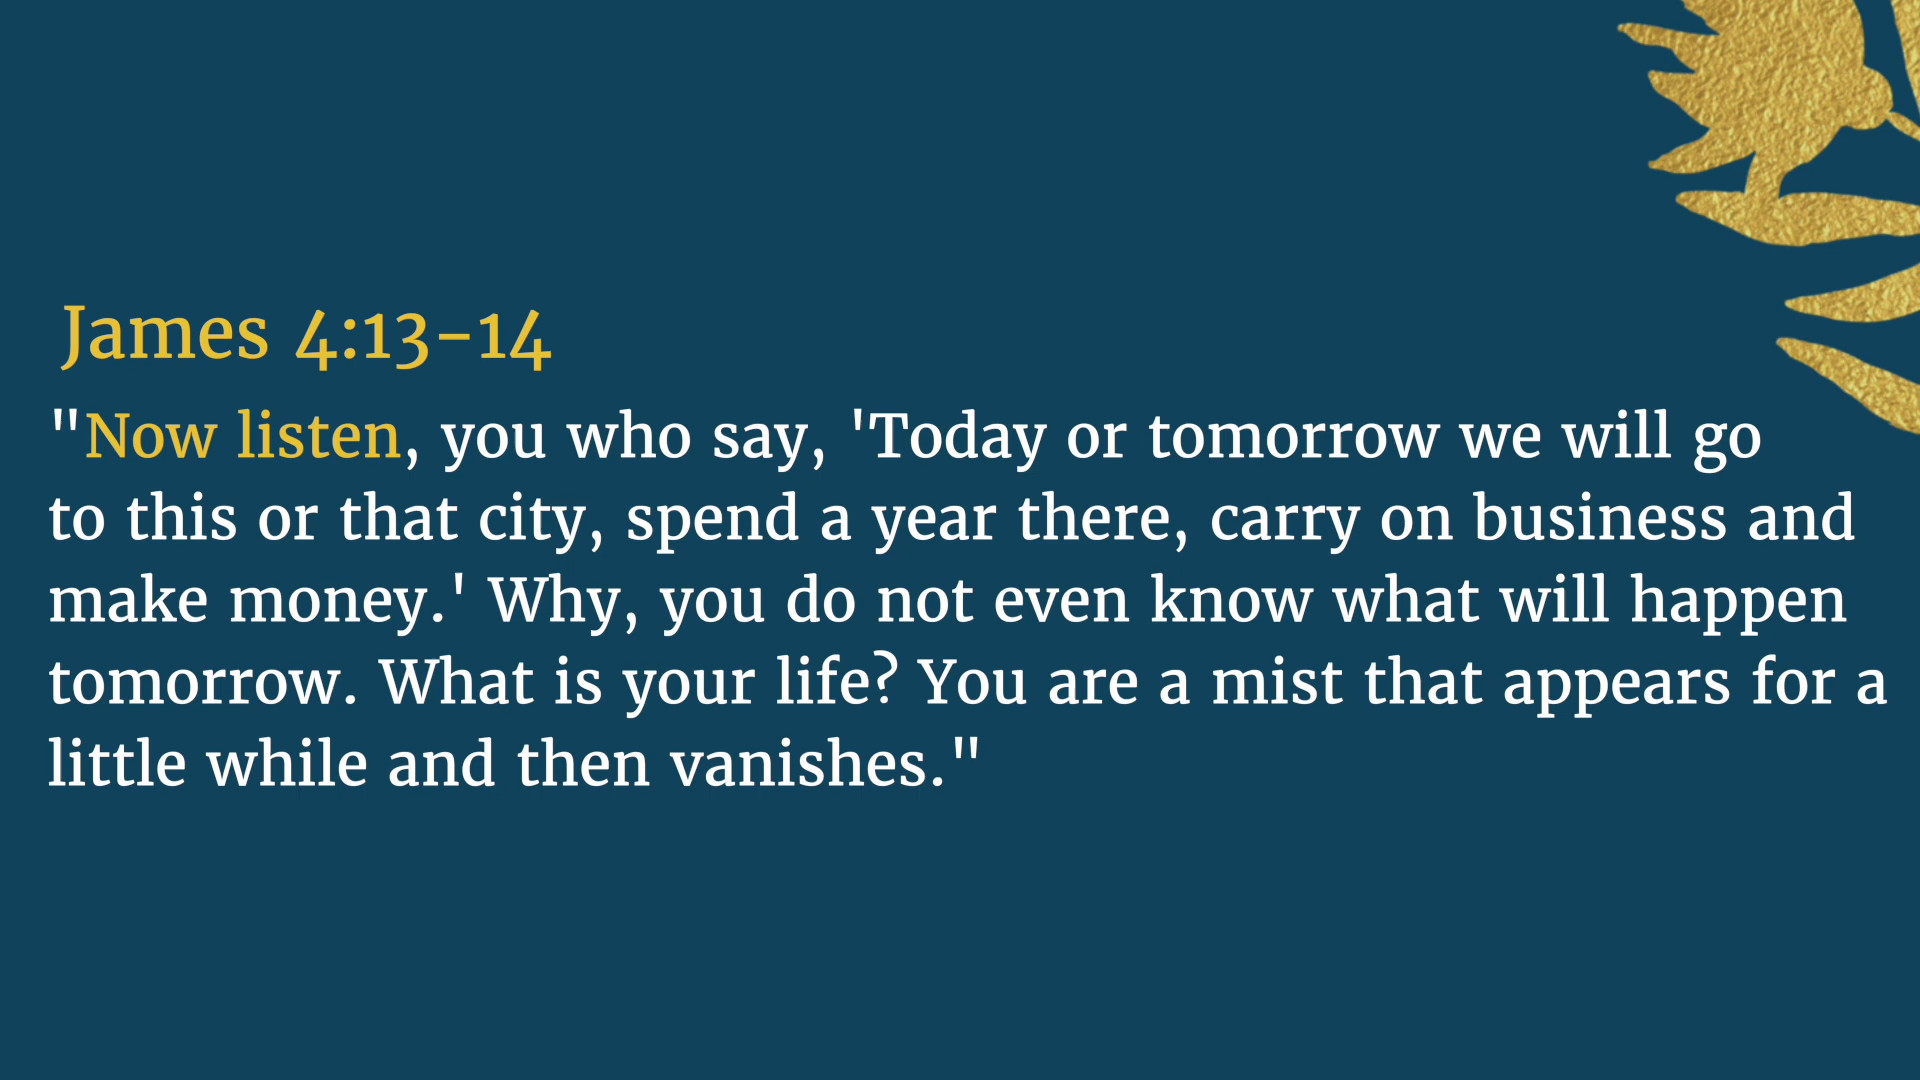 James 4:13-14
"Now listen, you who say, 'Today or tomorrow we will go
to this or that city, spend a year there, carry on business and
make money.' Why, you do not even know what will happen
tomorrow. What is your life? You are a mist that appears for a
little while and then vanishes."